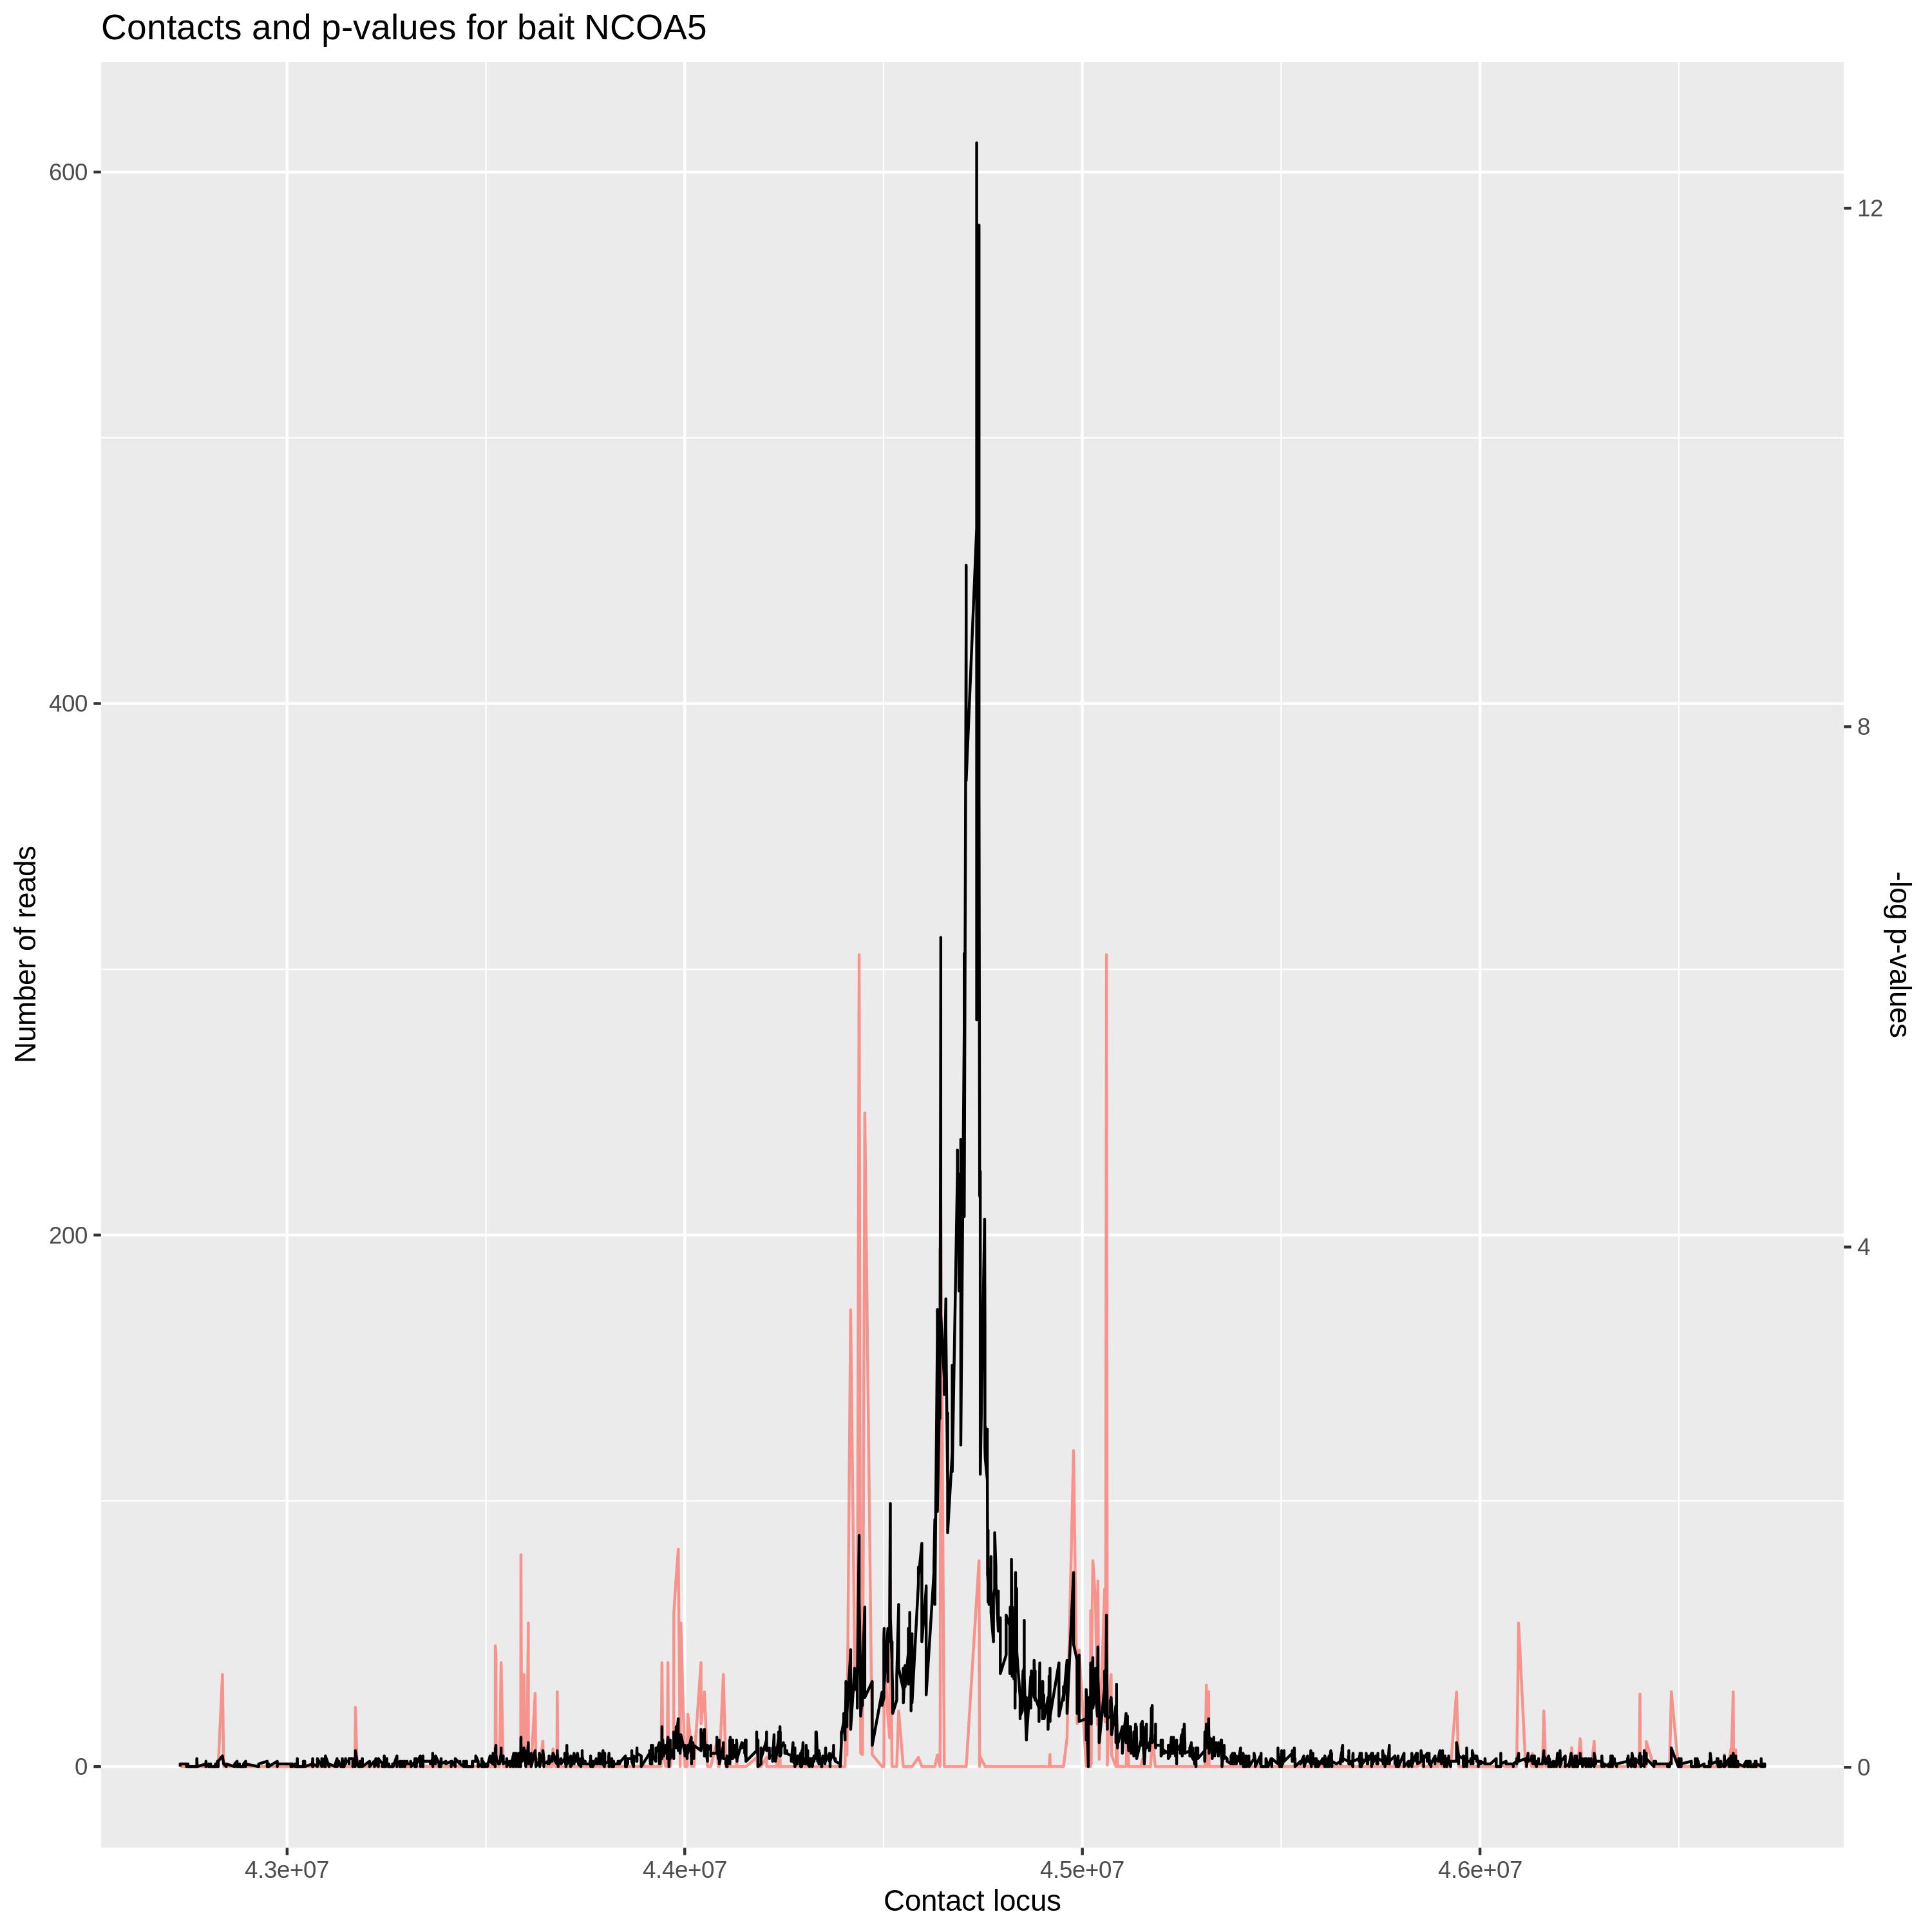 Contacts and p-values for bait NCOA5
600
400
200
0
Number of reads
12
8
4
0
-log p-values
4.3e+07
4.4e+07
4.5e+07
4.6e+07
Contact locus